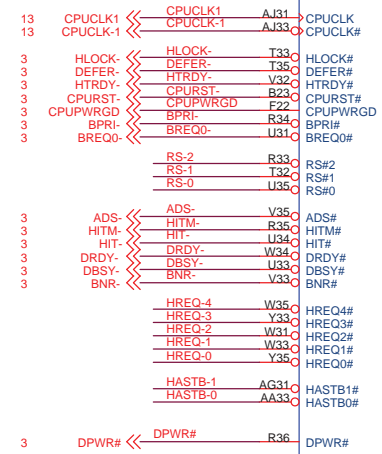 13 CPUCLK1 CPUCLK1 AJ31 CPUCLK
13 CPUCLK-1 CPUCLK-1 AJ33 CPUCLK#
3 HLOCK- HLOCK- T33 HLOCK#
3 DEFER- DEFER- T35 DEFER#
3 HTRDY- HTRDY- V32 HTRDY#
3 CPURST- CPURST- B23 CPURST#
3 CPUPWRGD CPUPWRGD F22 CPUPWRGD
3 BPRI- BPRI- R34 BPRI#
3 BREQ0- BREQ0- U31 BREQ0#
RS-2 R33 RS#2
RS-1 T32 RS#1
RS-0 U35 RS#0
3 ADS- ADS- V35 ADS#
3 HITM- HITM- R35 HITM#
3 HIT- HIT- U34 HIT#
3 DRDY- DRDY- W34 DRDY#
3 DBSY- DBSY- U33 DBSY#
3 BNR- BNR- V33 BNR#
HREQ-4 W35 HREQ4#
HREQ-3 Y33 HREQ3#
HREQ-2 W31 HREQ2#
HREQ-1 W33 HREQ1#
HREQ-0 Y35 HREQ0#
HASTB-1 AG31 HASTB1#
HASTB-0 AA33 HASTB0#
3 DPWR# DPWR# R36 DPWR#